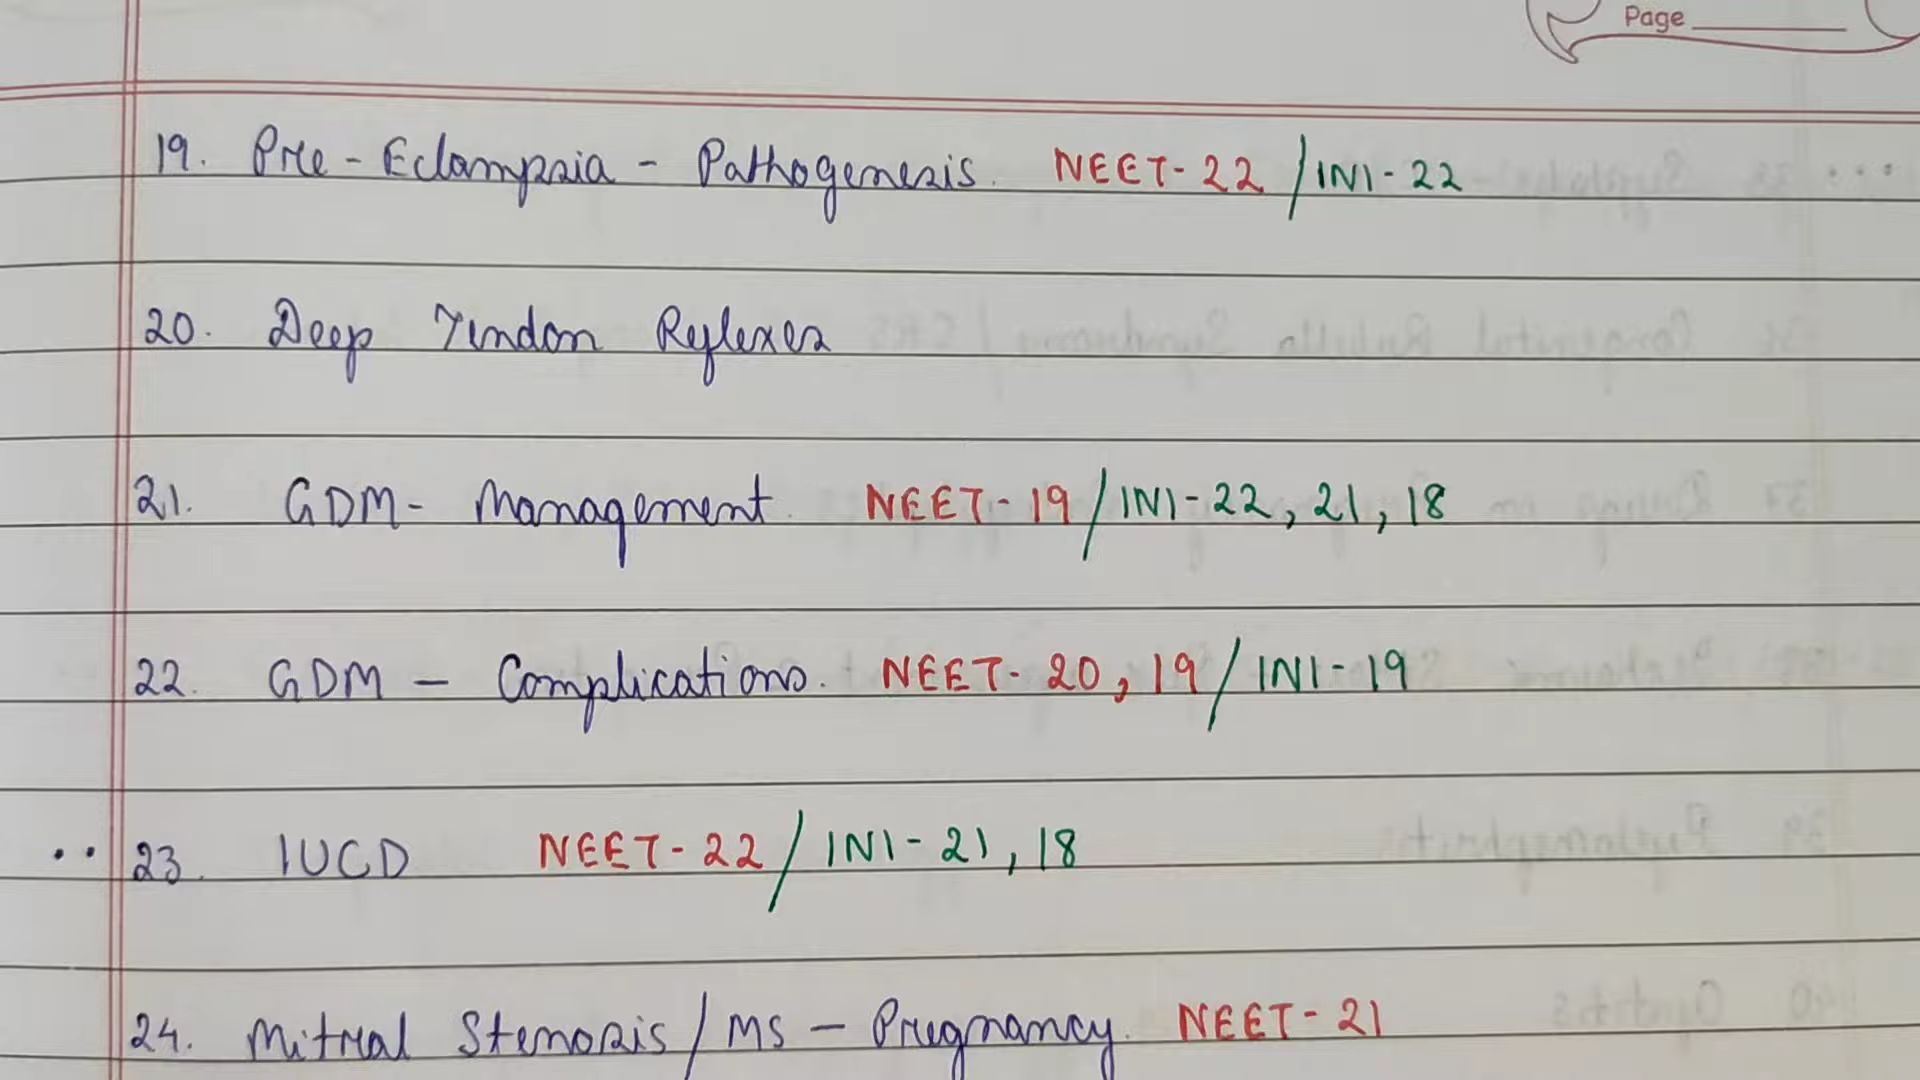 Page
19. Pre - Eclampsia - Pathogenesis. NEET-22 / INI-22
20. Deep Tendon Reflexes
21. GDM - Management. NEET-19 / INI-22, 21, 18
22. GDM - Complications. NEET-20, 19 / INI-19
•• 23. IUCD NEET-22 / INI-21, 18
24. Mitral Stenosis / MS - Pregnancy. NEET-21